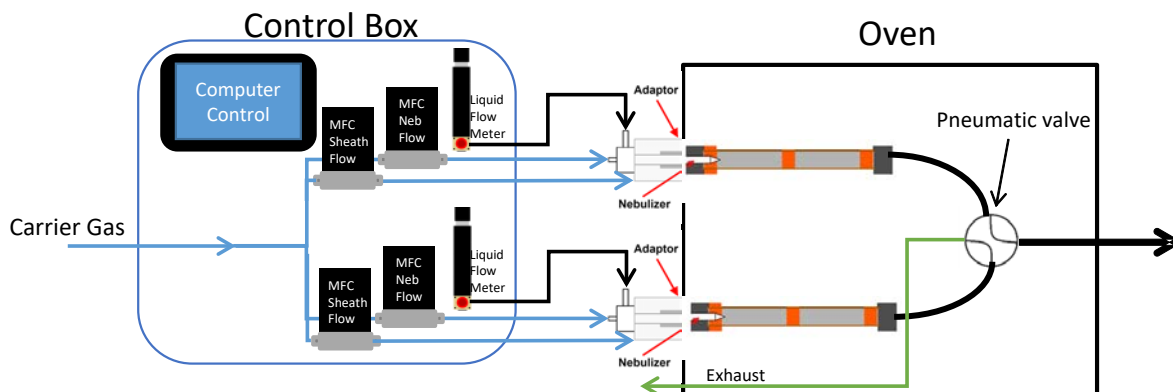 Control Box
Oven
Computer
Control
MFC
Sheath
Flow
MFC
Neb
Flow
Liquid
Flow
Meter
Adaptor
Nebulizer
Pneumatic valve
Carrier Gas
MFC
Sheath
Flow
MFC
Neb
Flow
Liquid
Flow
Meter
Adaptor
Nebulizer
Exhaust